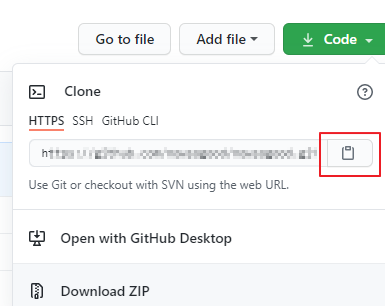 Go to file
Add file
Code
Clone
HTTPS SSH GitHub CLI
Use Git or checkout with SVN using the web URL.
Open with GitHub Desktop
Download ZIP